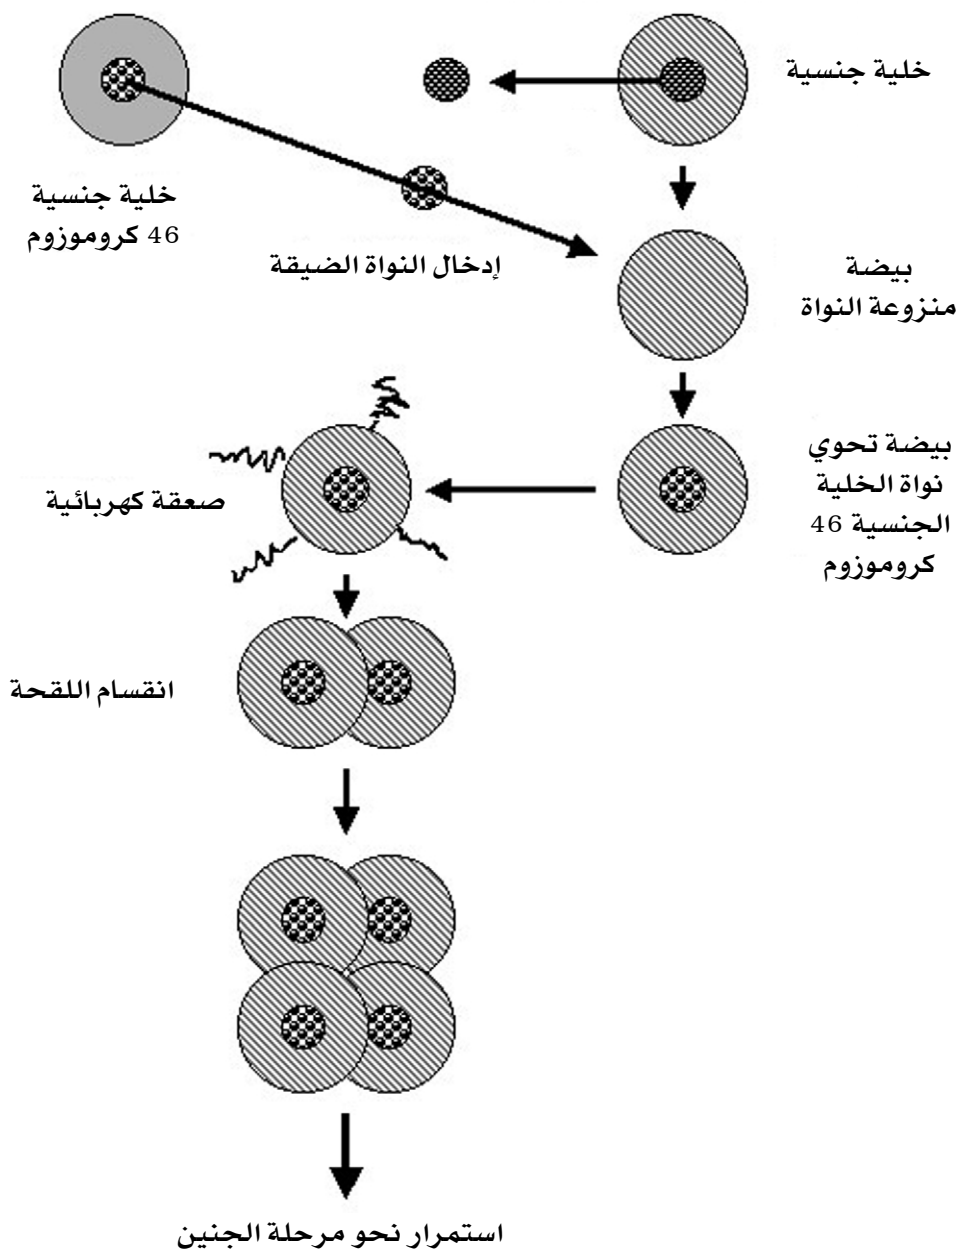 خلية جنسية
خلية جنسية
46 كروموزوم
إدخال النواة الضيقة
بيضة
منزوعة النواة
بيضة تحوي
نواة الخلية
الجنسية 46
كروموزوم
صعقة كهربائية
انقسام اللقحة
استمرار نحو مرحلة الجنين